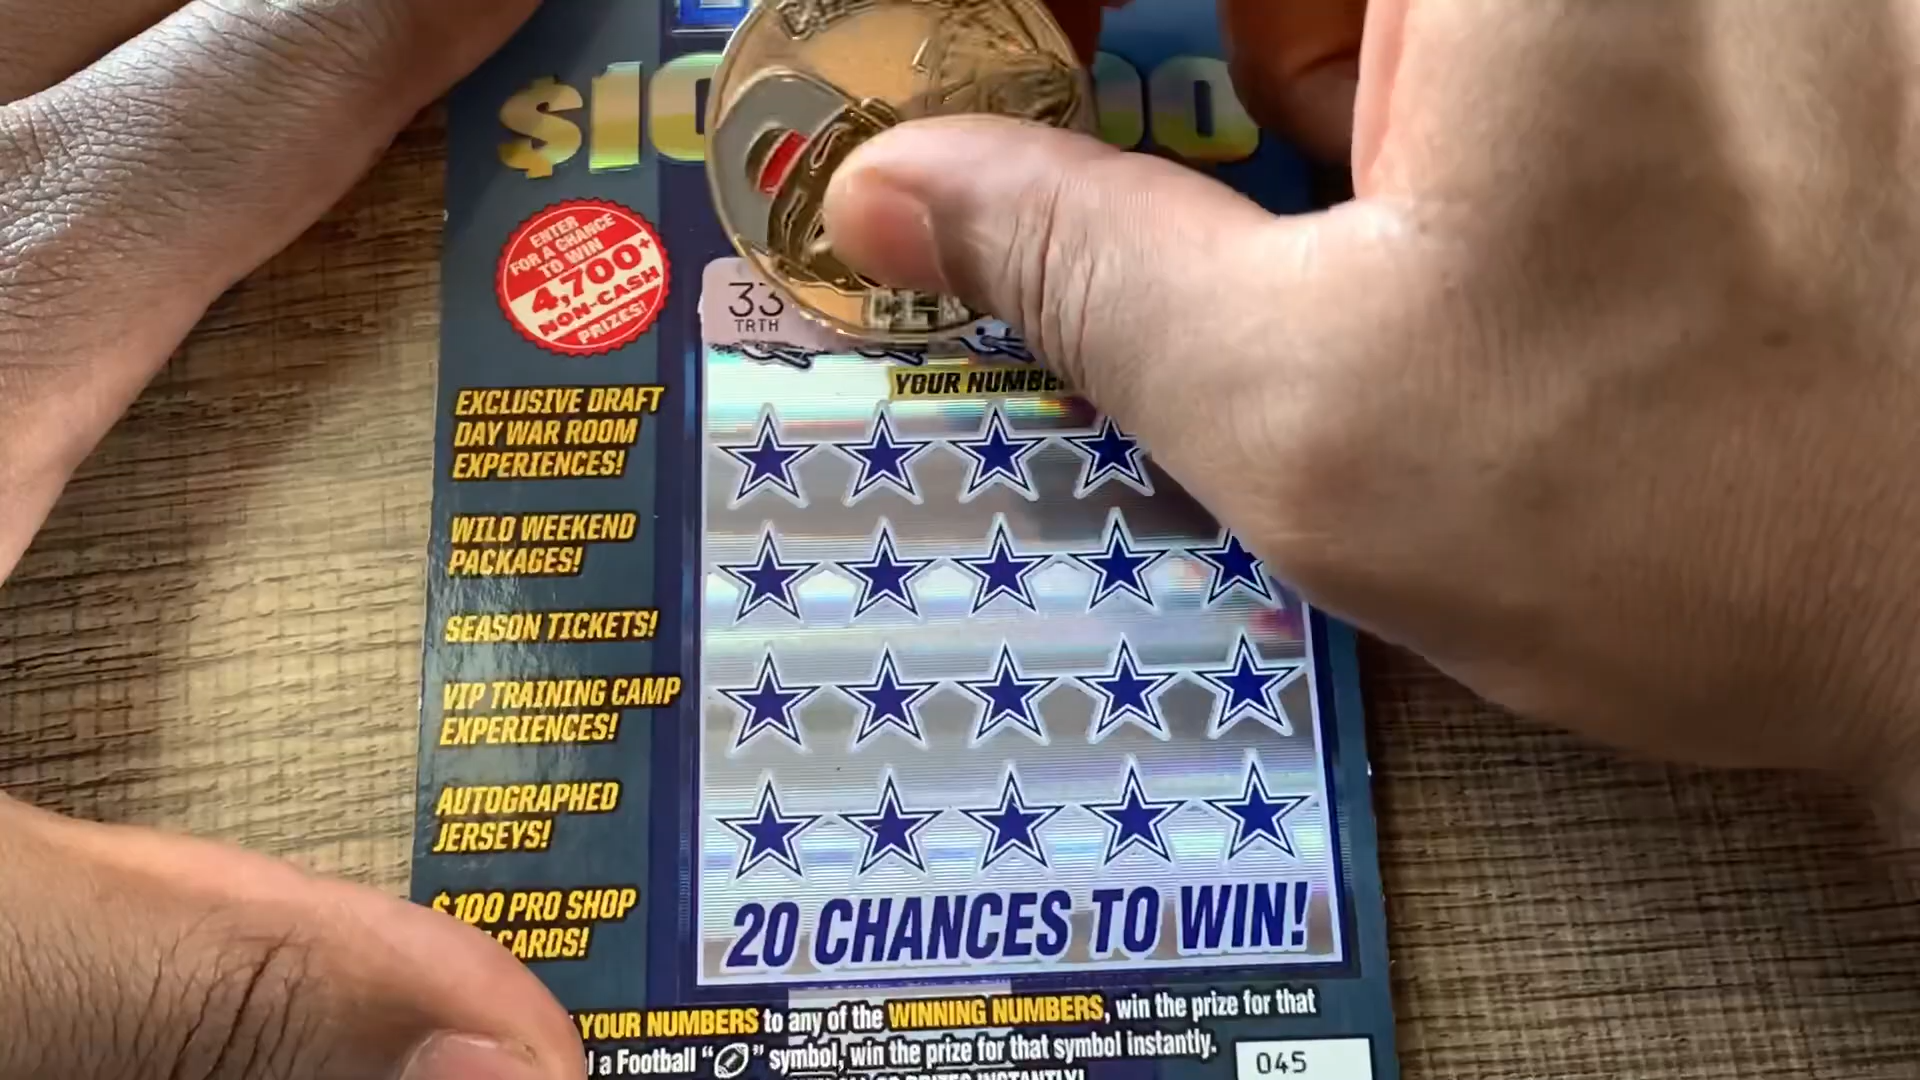 ENTER
FOR A CHANCE
TO WIN
4,700+
NON-CASH
PRIZES!
33
TRTH
YOUR
EXCLUSIVE DRAFT
DAY WAR ROOM
EXPERIENCES!
WILD WEEKEND
PACKAGES!
SEASON TICKETS!
VIP TRAINING CAMP
EXPERIENCES!
AUTOGRAPHED
JERSEYS!
$100 PRO SHOP
CARDS!
20 CHANCES TO WIN!
YOUR NUMBERS to any of the WINNING NUMBERS, win the prize for that
a Football " " symbol, win the prize for that symbol instantly.
045